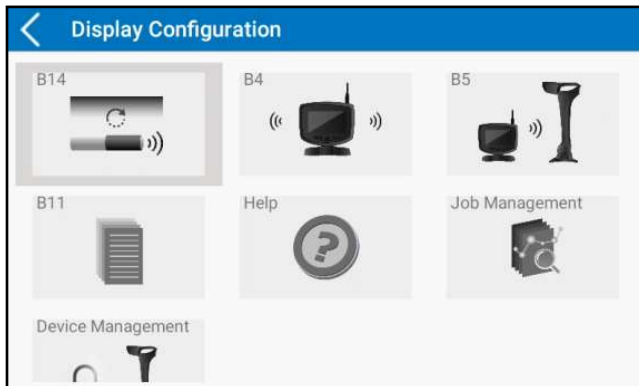 Display Configuration
B14
B4
B5
B11
Help
Job Management
Device Management